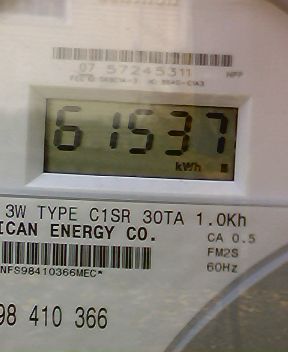 07 57245311 NFP
61537
kWh
3W TYPE C1SR 30TA 1.0Kh
ICAN ENERGY CO.
CA 0.5
FM2S
60Hz
NFS98410366MEC*
98 410 366